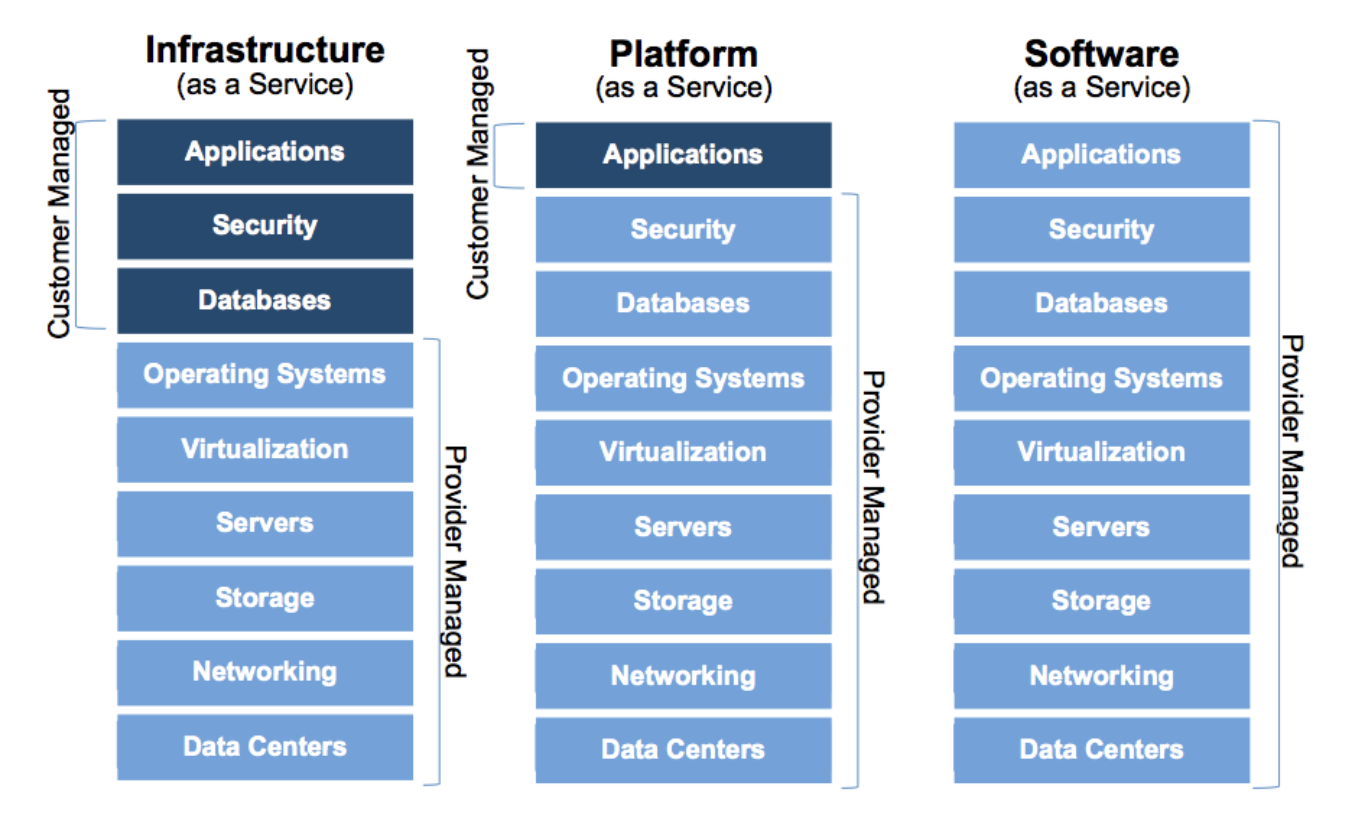 Infrastructure
(as a Service)
Customer Managed
Applications
Security
Databases
Operating Systems
Virtualization
Servers
Storage
Networking
Data Centers
Provider Managed
Platform
(as a Service)
Customer Managed
Applications
Security
Databases
Operating Systems
Virtualization
Servers
Storage
Networking
Data Centers
Provider Managed
Software
(as a Service)
Applications
Security
Databases
Operating Systems
Virtualization
Servers
Storage
Networking
Data Centers
Provider Managed